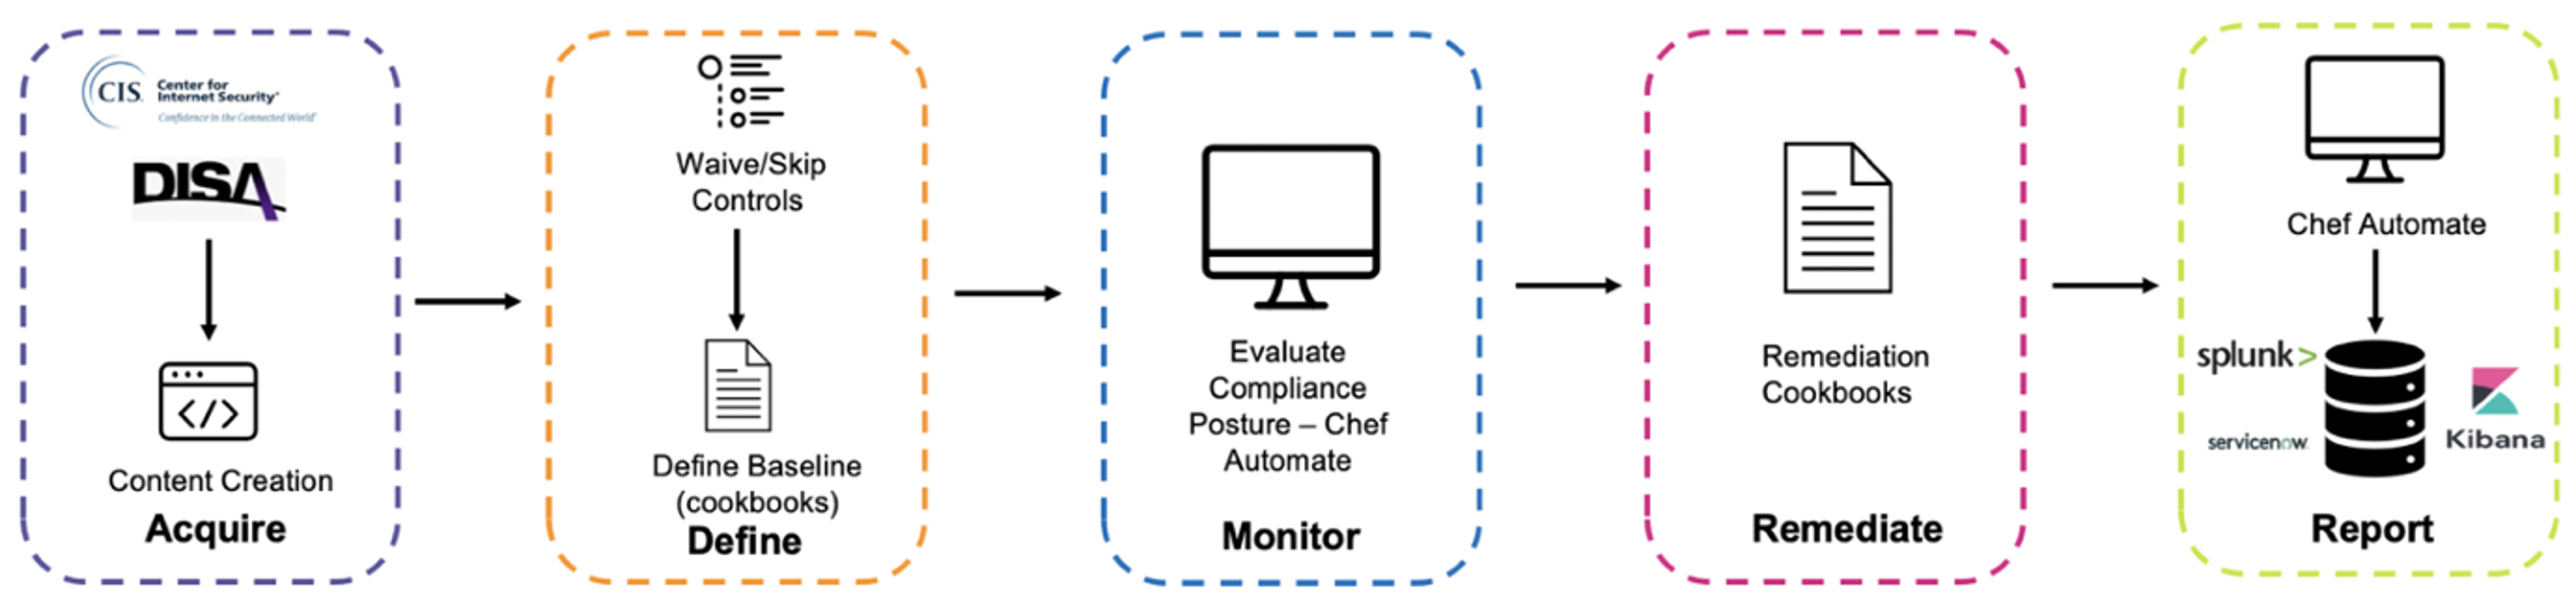 CIS
Center for
Internet Security®
Confidence in the Connected World
DISA
</>
Content Creation
Acquire
Waive/Skip
Controls
Define Baseline
(cookbooks)
Define
Evaluate
Compliance
Posture – Chef
Automate
Monitor
Remediation
Cookbooks
Remediate
Chef Automate
splunk>
servicenow
Kibana
Report